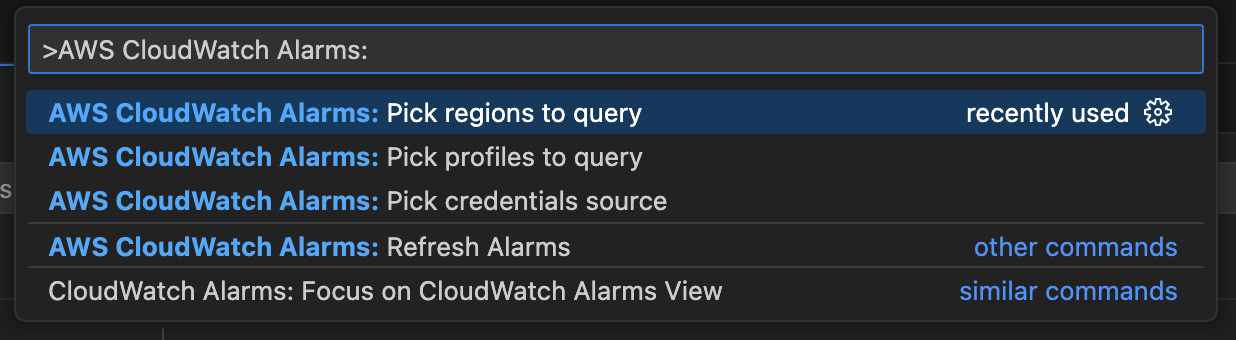 >AWS CloudWatch Alarms:
AWS CloudWatch Alarms: Pick regions to query recently used
AWS CloudWatch Alarms: Pick profiles to query
s
AWS CloudWatch Alarms: Pick credentials source
AWS CloudWatch Alarms: Refresh Alarms other commands
CloudWatch Alarms: Focus on CloudWatch Alarms View similar commands